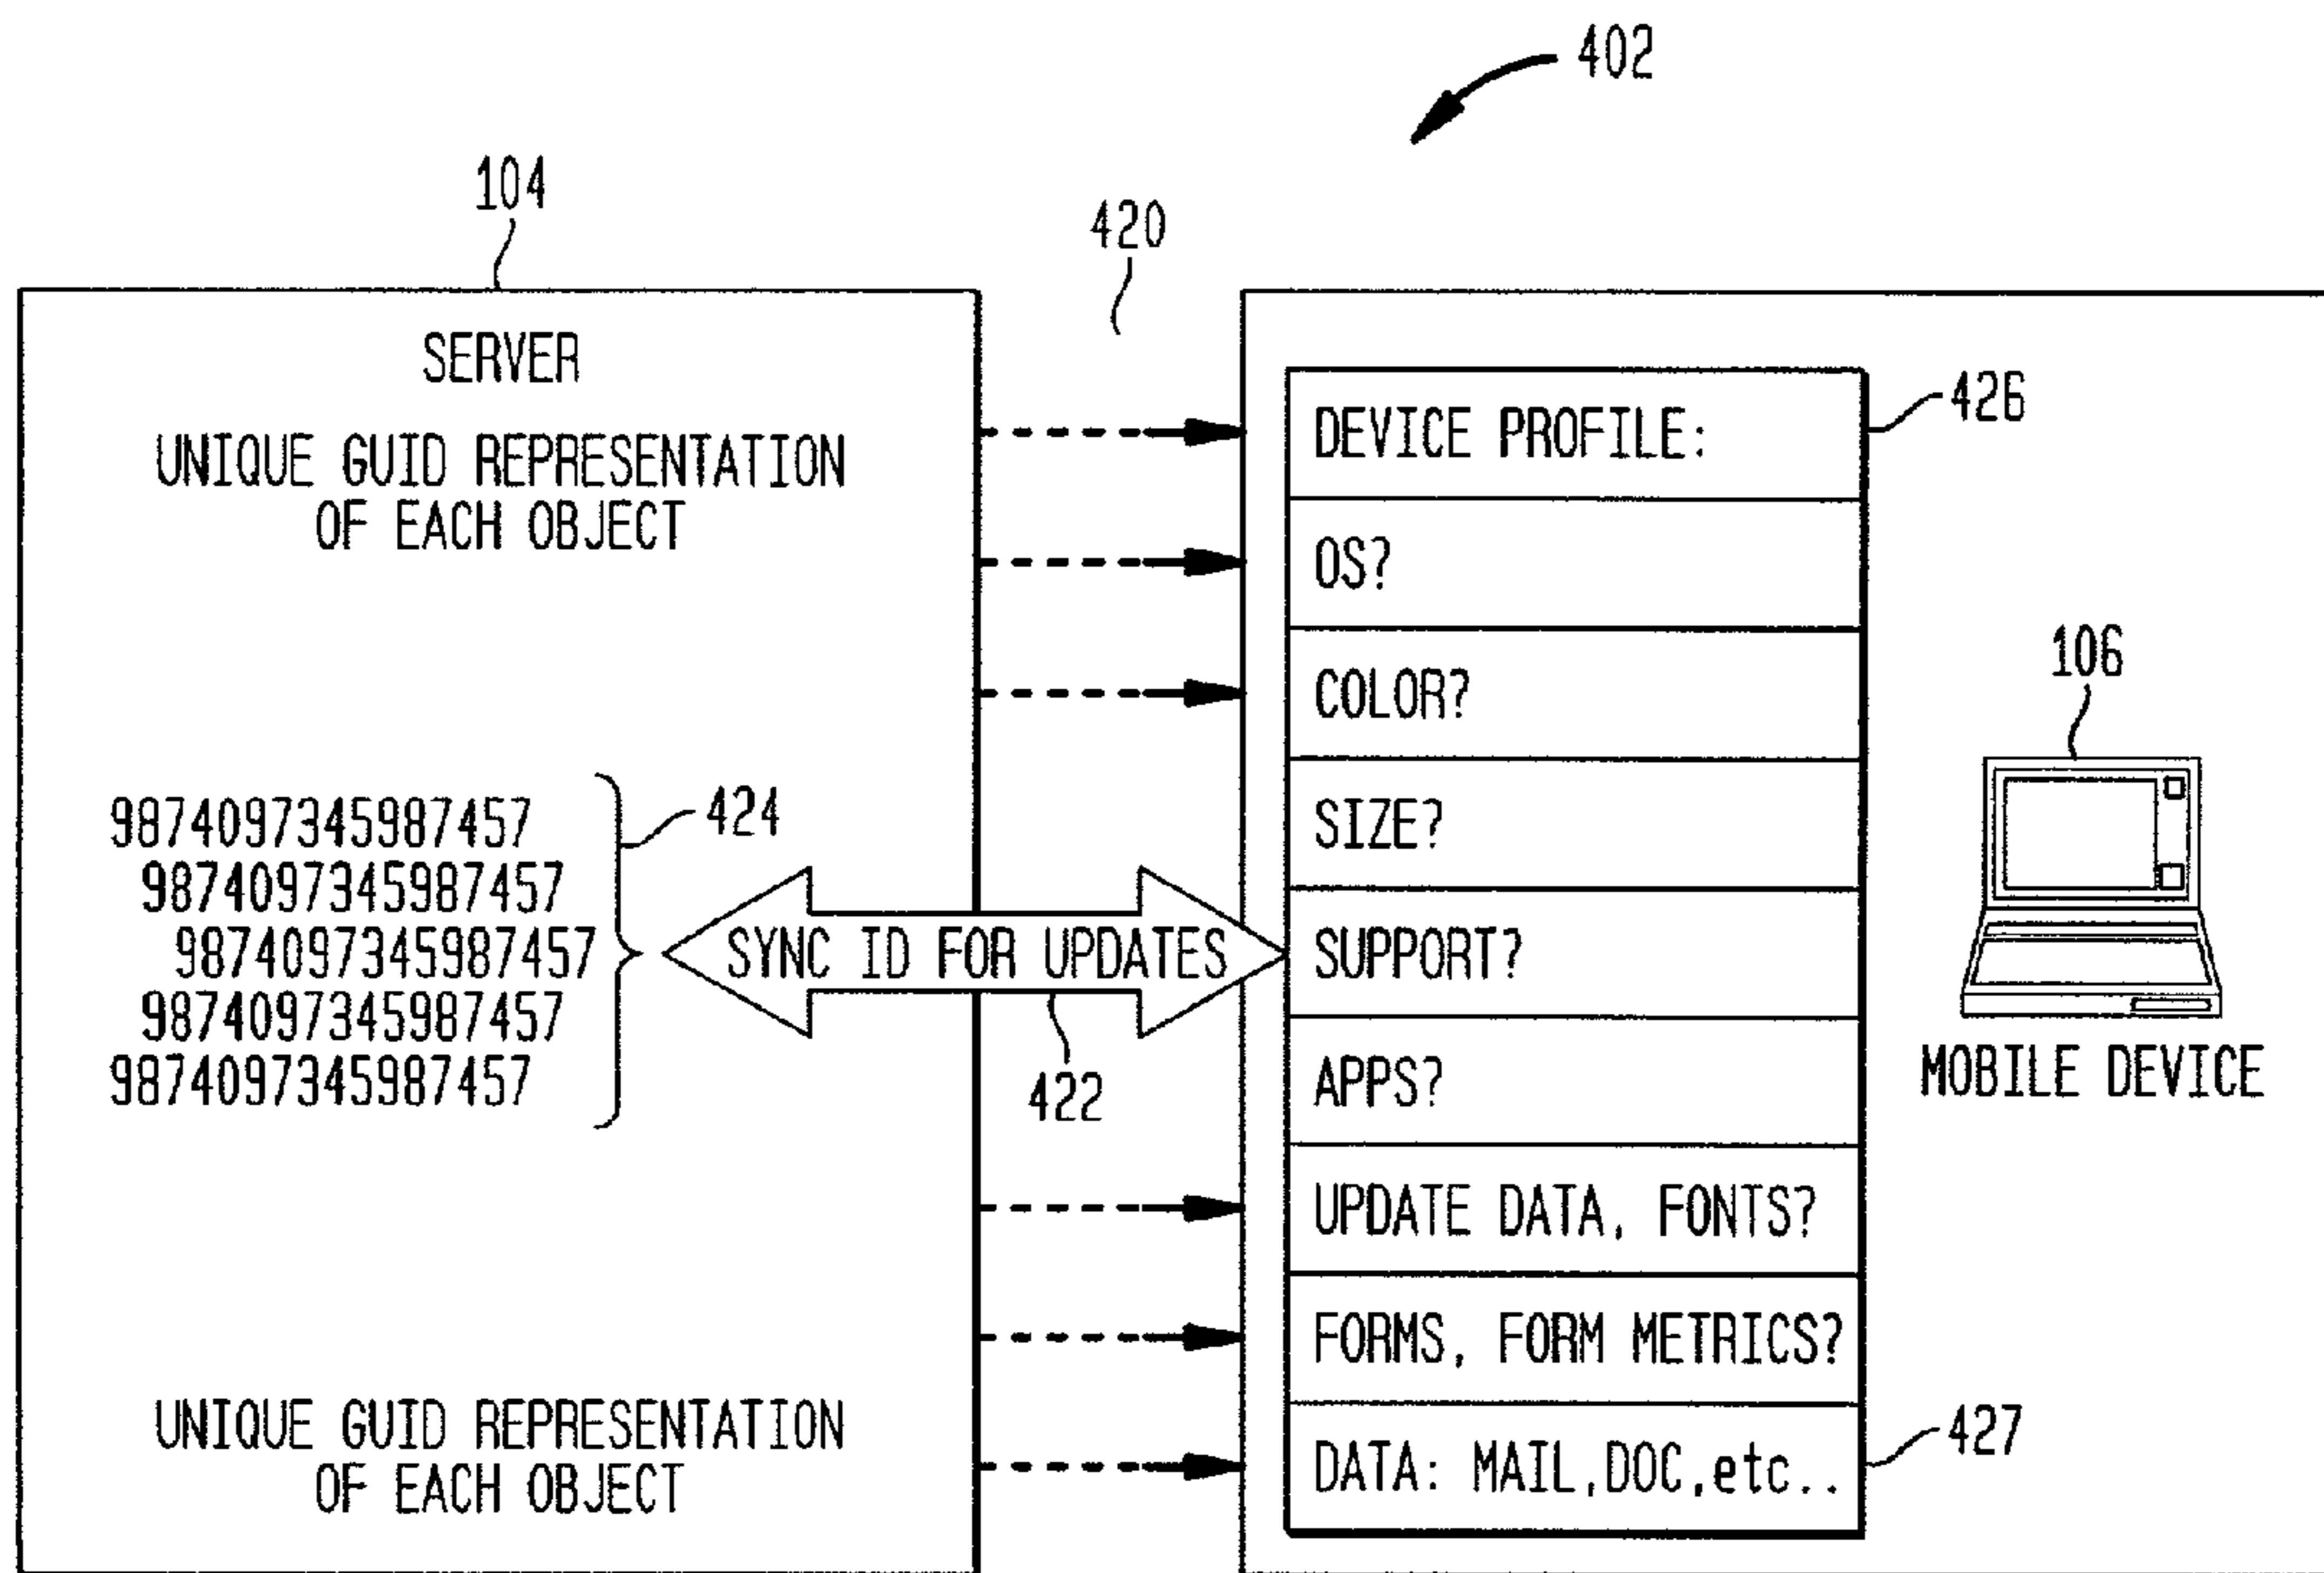 402
104
420
SERVER
UNIQUE GUID REPRESENTATION
OF EACH OBJECT
9874097345987457
9874097345987457
9874097345987457
9874097345987457
9874097345987457
424
SYNC ID FOR UPDATES
422
UNIQUE GUID REPRESENTATION
OF EACH OBJECT
DEVICE PROFILE:
426
OS?
COLOR?
SIZE?
SUPPORT?
APPS?
UPDATE DATA, FONTS?
FORMS, FORM METRICS?
DATA: MAIL,DOC,etc..
427
106
MOBILE DEVICE